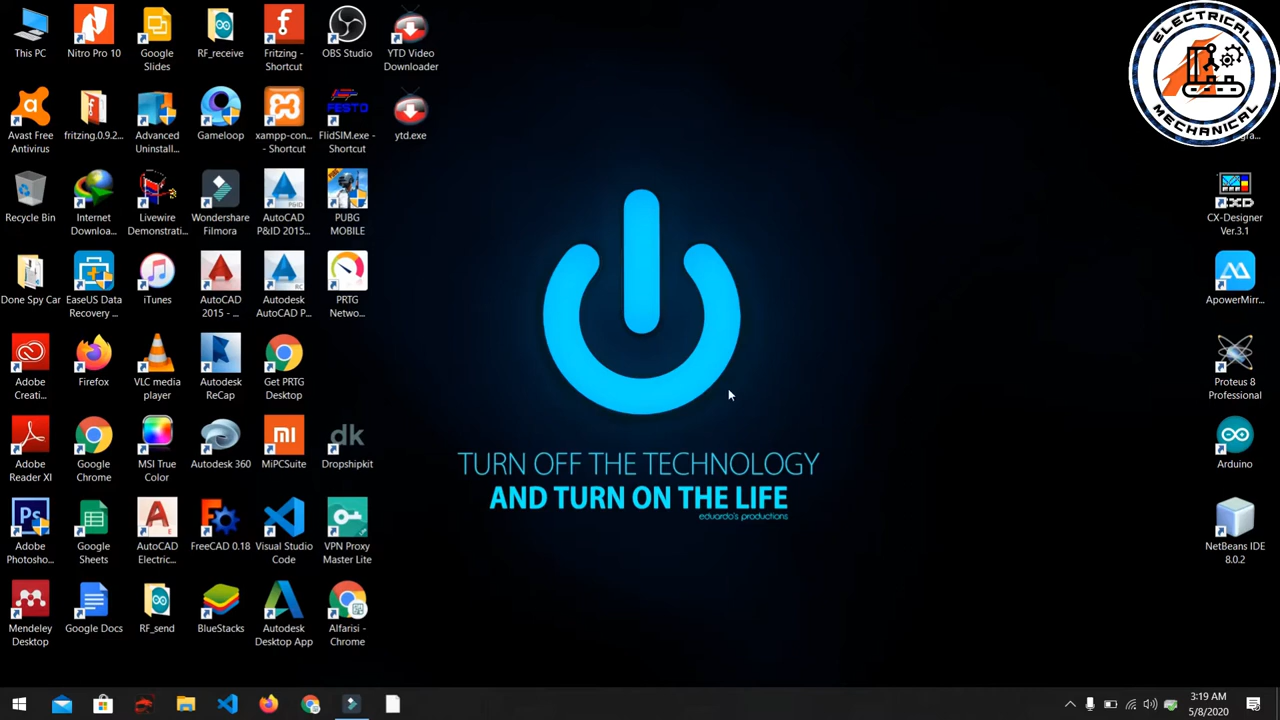 This PC
Nitro Pro 10
Google
Slides
RF_receive
Fritzing -
Shortcut
OBS Studio
YTD Video
Downloader
Avast Free
Antivirus
fritzing.0.9.2...
Advanced
Uninstall...
Gameloop
xampp-con...
- Shortcut
FESTO
FlidSIM.exe -
Shortcut
ytd.exe
Recycle Bin
Internet
Downloa...
Livewire
Demonstrati...
Wondershare
Filmora
P&ID
AutoCAD
P&ID 2015...
PUBG
MOBILE
Done Spy Car
EaseUS Data
Recovery ...
iTunes
AutoCAD
2015 - ...
RC
Autodesk
AutoCAD P...
PRTG
Netwo...
Adobe
Creati...
Firefox
VLC media
player
Autodesk
ReCap
Get PRTG
Desktop
Adobe
Reader XI
Google
Chrome
MSI True
Color
Autodesk 360
MI
MiPCSuite
dk
Dropshipkit
Ps
Adobe
Photosho...
Google
Sheets
E
AutoCAD
Electric...
FreeCAD 0.18
Visual Studio
Code
VPN Proxy
Master Lite
Mendeley
Desktop
Google Docs
RF_send
BlueStacks
Autodesk
Desktop App
Alfarisi -
Chrome
TURN OFF THE TECHNOLOGY
AND TURN ON THE LIFE
eduardo's productions
ELECTRICAL
MECHANICAL
CXD
CX-Designer
Ver.3.1
ApowerMirr...
Proteus 8
Professional
Arduino
NetBeans IDE
8.0.2
3:19 AM
5/8/2020